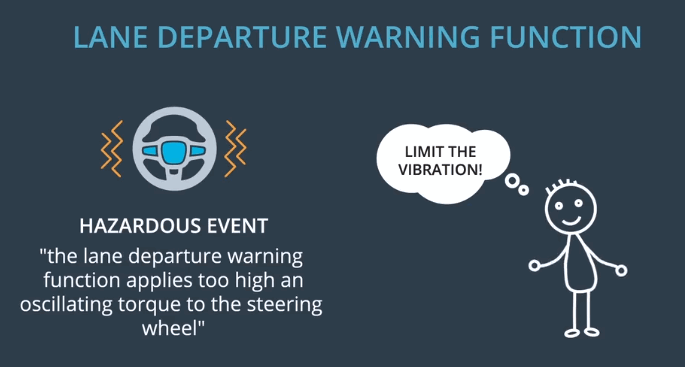 LANE DEPARTURE WARNING FUNCTION
LIMIT THE
VIBRATION!
HAZARDOUS EVENT
"the lane departure warning
function applies too high an
oscillating torque to the steering
wheel"